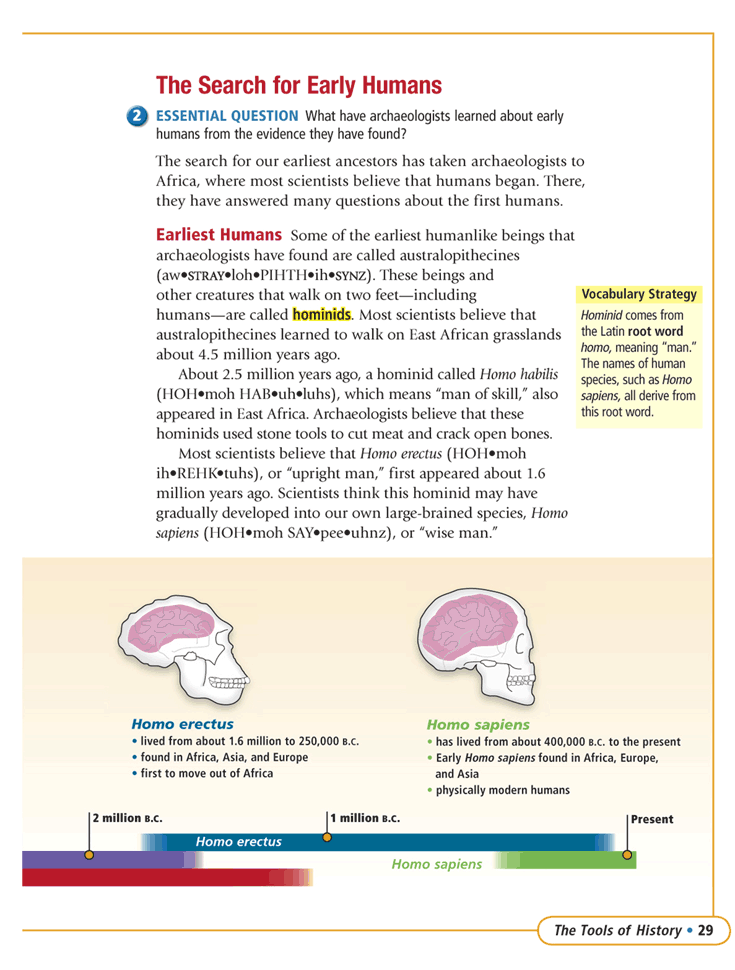 The Search for Early Humans
2 ESSENTIAL QUESTION What have archaeologists learned about early
humans from the evidence they have found?
The search for our earliest ancestors has taken archaeologists to
Africa, where most scientists believe that humans began. There,
they have answered many questions about the first humans.
Earliest Humans Some of the earliest humanlike beings that
archaeologists have found are called australopithecines
(aw•STRAY•loh•PIHTH•ih•SYNZ). These beings and
other creatures that walk on two feet—including
humans—are called hominids. Most scientists believe that
australopithecines learned to walk on East African grasslands
about 4.5 million years ago.
About 2.5 million years ago, a hominid called Homo habilis
(HOH•moh HAB•uh•luhs), which means “man of skill,” also
appeared in East Africa. Archaeologists believe that these
hominids used stone tools to cut meat and crack open bones.
Most scientists believe that Homo erectus (HOH•moh
ih•REHK•tuhs), or “upright man,” first appeared about 1.6
million years ago. Scientists think this hominid may have
gradually developed into our own large-brained species, Homo
sapiens (HOH•moh SAY•pee•uhnz), or “wise man.”
Vocabulary Strategy
Hominid comes from
the Latin root word
homo, meaning “man.”
The names of human
species, such as Homo
sapiens, all derive from
this root word.
Homo erectus
• lived from about 1.6 million to 250,000 B.C.
• found in Africa, Asia, and Europe
• first to move out of Africa
Homo sapiens
• has lived from about 400,000 B.C. to the present
• Early Homo sapiens found in Africa, Europe,
and Asia
• physically modern humans
2 million B.C.
1 million B.C.
Present
Homo erectus
Homo sapiens
The Tools of History • 29